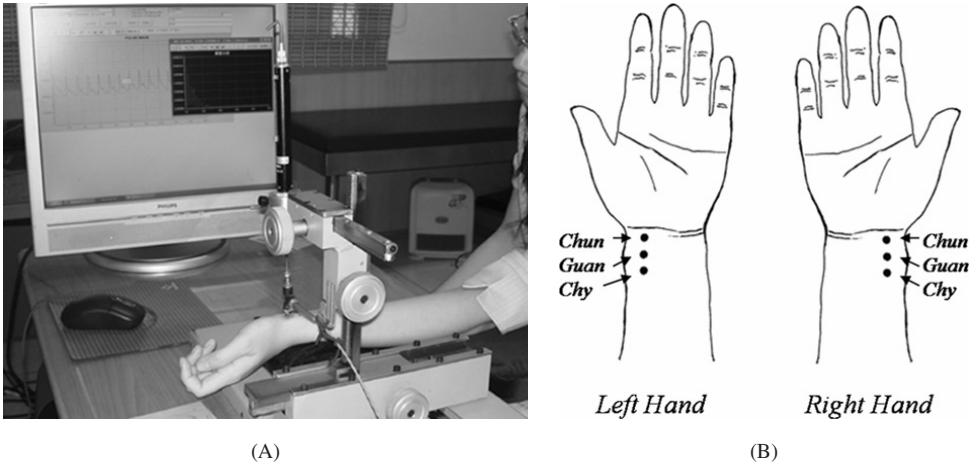 PHILIPS
Chun
Guan
Chy
Chun
Guan
Chy
Left Hand
Right Hand
(A)
(B)